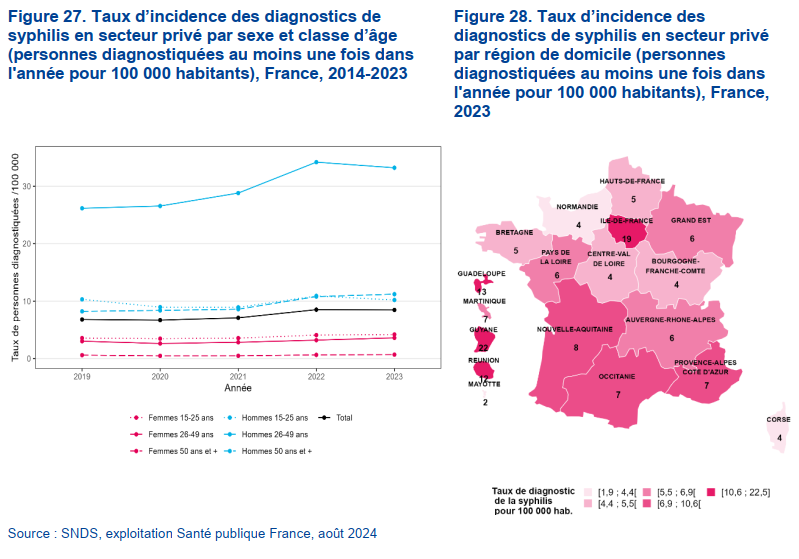 Figure 27. Taux d’incidence des diagnostics de
syphilis en secteur privé par sexe et classe d’âge
(personnes diagnostiquées au moins une fois dans
l'année pour 100 000 habitants), France, 2014-2023
Figure 28. Taux d’incidence des
diagnostics de syphilis en secteur privé
par région de domicile (personnes
diagnostiquées au moins une fois dans
l'année pour 100 000 habitants), France,
2023
Taux de personnes diagnostiquées /100 000
30
20
10
0
2019 2020 2021 2022 2023
Année
Femmes 15-25 ans Hommes 15-25 ans Total
Femmes 26-49 ans Hommes 26-49 ans
Femmes 50 ans et + Hommes 50 ans et +
HAUTS-DE-FRANCE
5
NORMANDIE
4
ILE-DE-FRANCE
19
GRAND EST
6
BRETAGNE
5
PAYS DE
LA LOIRE
6
CENTRE-VAL
DE LOIRE
4
BOURGOGNE-
FRANCHE-COMTE
4
GUADELOUPE
13
MARTINIQUE
7
GUYANE
22
REUNION
12
MAYOTTE
2
NOUVELLE-AQUITAINE
8
AUVERGNE-RHONE-ALPES
6
OCCITANIE
7
PROVENCE-ALPES
COTE D'AZUR
7
CORSE
4
Taux de diagnostic
de la syphilis
pour 100 000 hab.
[1,9 ; 4,4[ [5,5 ; 6,9[ [10,6 ; 22,5]
[4,4 ; 5,5[ [6,9 ; 10,6[
Source : SNDS, exploitation Santé publique France, août 2024